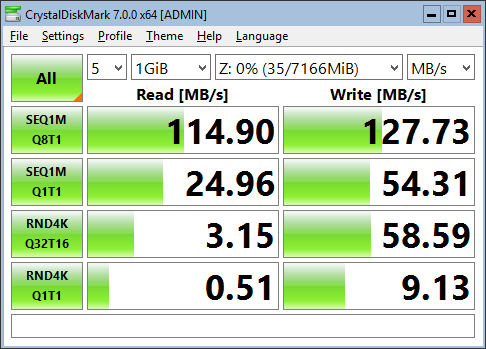 CrystalDiskMark 7.0.0 x64 [ADMIN]
File Settings Profile Theme Help Language
All 5 1GiB Z: 0% (35/7166MiB) MB/s
Read [MB/s] Write [MB/s]
SEQ1M Q8T1 114.90 127.73
SEQ1M Q1T1 24.96 54.31
RND4K Q32T16 3.15 58.59
RND4K Q1T1 0.51 9.13